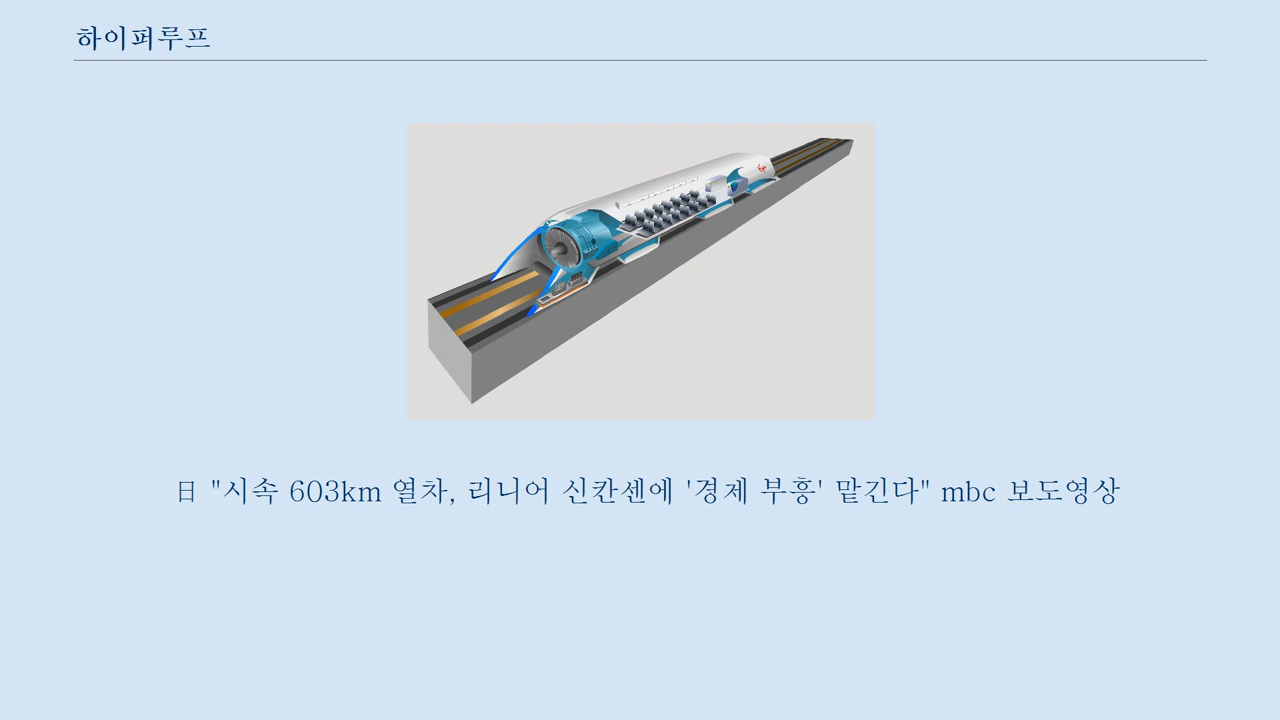 하이퍼루프
日 "시속 603km 열차, 리니어 신칸센에 '경제 부흥' 맡긴다" mbc 보도영상